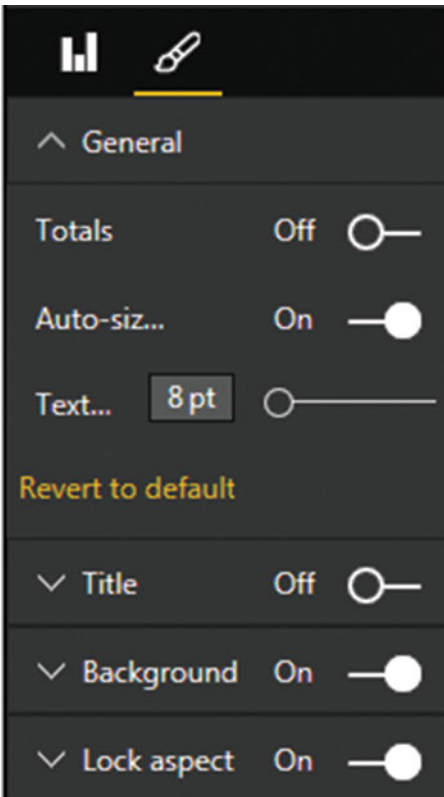 General
Totals Off
Auto-siz... On
Text... 8 pt
Revert to default
Title Off
Background On
Lock aspect On